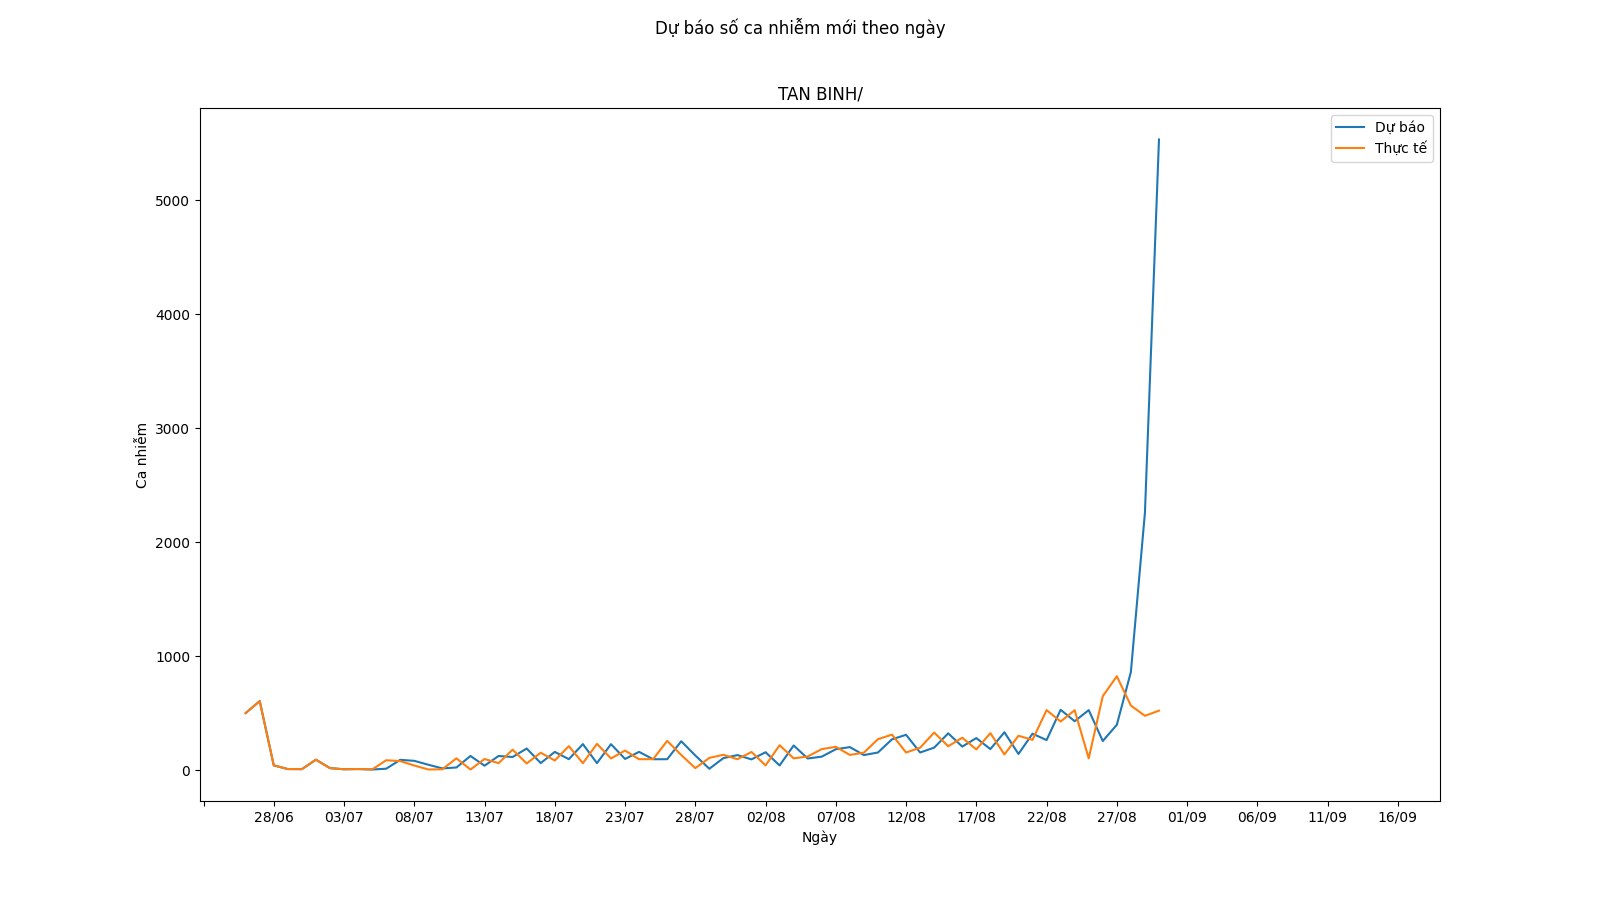 Dự báo số ca nhiễm mới theo ngày
TAN BINH/
Dự báo
Thực tế
Ca nhiễm
5000
4000
3000
2000
1000
0
28/06 03/07 08/07 13/07 18/07 23/07 28/07 02/08 07/08 12/08 17/08 22/08 27/08 01/09 06/09 11/09 16/09
Ngày